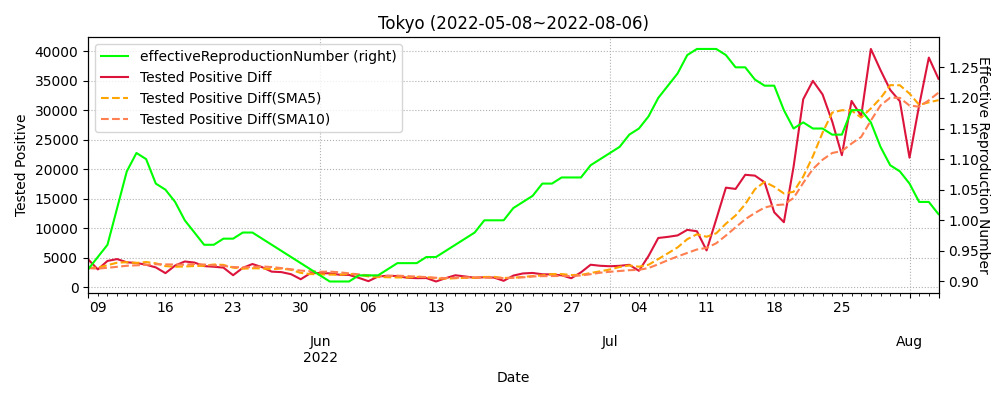 Tokyo (2022-05-08~2022-08-06)
effectiveReproductionNumber (right)
Tested Positive Diff
Tested Positive Diff(SMA5)
Tested Positive Diff(SMA10)
Tested Positive
40000
35000
30000
25000
20000
15000
10000
5000
0
Effective Reproduction Number
1.25
1.20
1.15
1.10
1.05
1.00
0.95
0.90
09 16 23 30 06 13 20 27 04 11 18 25
Jun Jul Aug
2022
Date